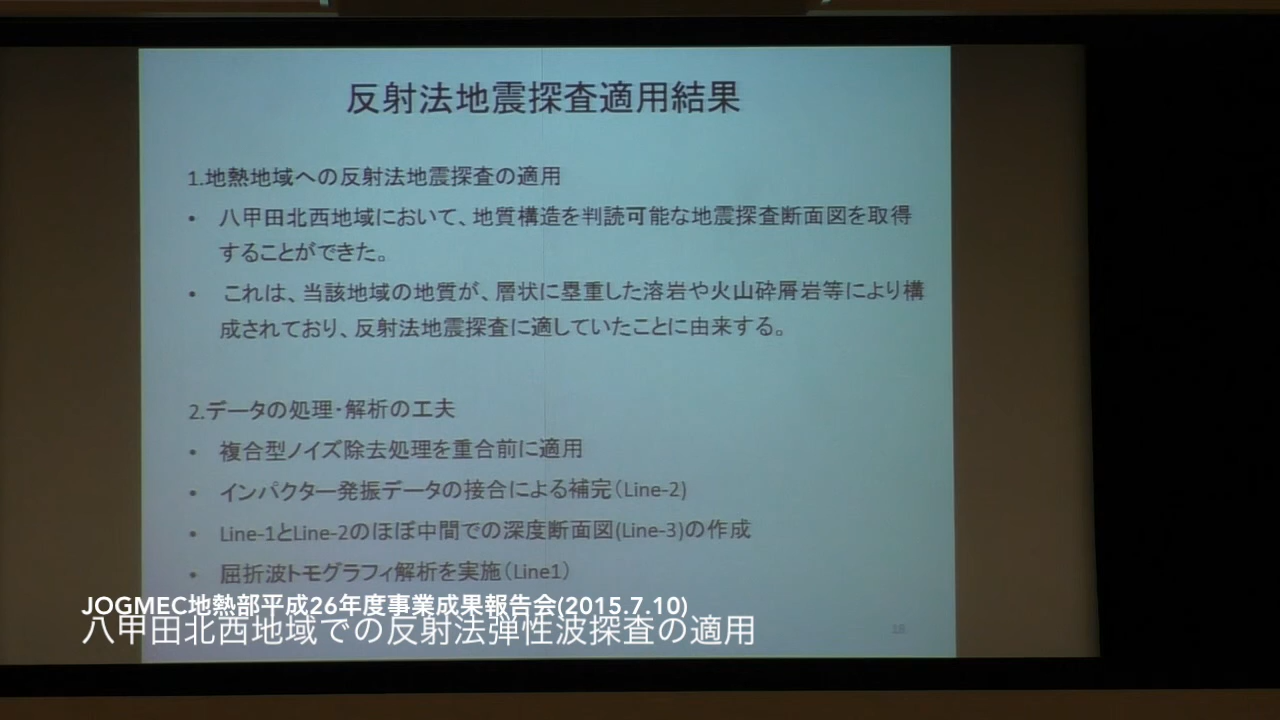 反射法地震探査適用結果
1.地熱地域への反射法地震探査の適用
• 八甲田北西地域において、地質構造を判読可能な地震探査断面図を取得
することができた。
• これは、当該地域の地質が、層状に塁重した溶岩や火山砕屑岩等により構
成されており、反射法地震探査に適していたことに由来する。
2.データの処理・解析の工夫
• 複合型ノイズ除去処理を重合前に適用
• インパクター発振データの接合による補完(Line-2)
• Line-1とLine-2のほぼ中間での深度断面図(Line-3)の作成
• 屈折波トモグラフィ解析を実施(Line1)
JOGMEC地熱部平成26年度事業成果報告会(2015.7.10)
八甲田北西地域での反射法弾性波探査の適用